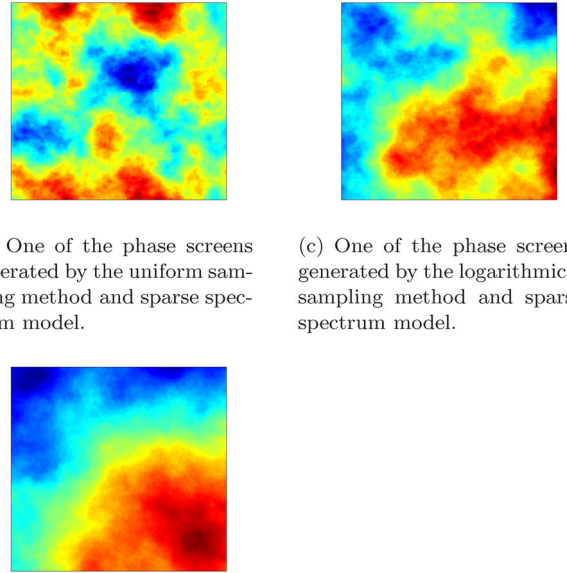 One of the phase screens
erated by the uniform sam-
ng method and sparse spec-
m model.
(c) One of the phase screen
generated by the logarithmic
sampling method and spars
spectrum model.